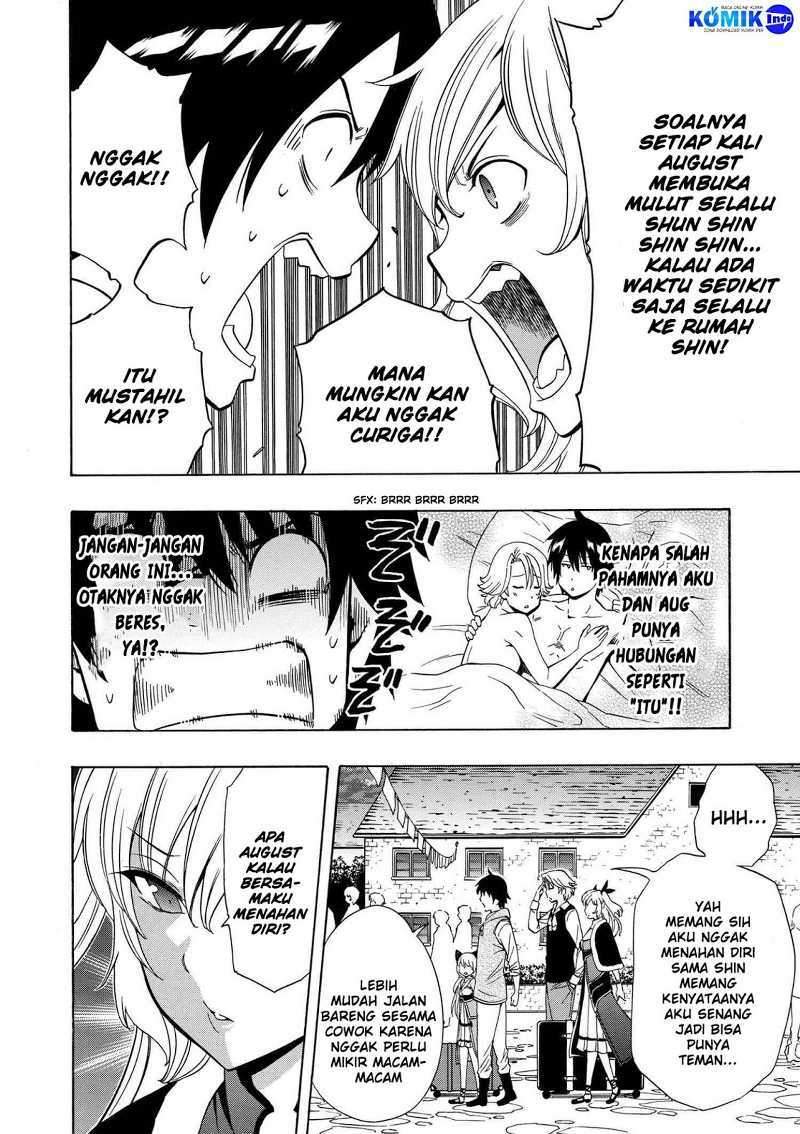 BACA ONLINE KOMIK
KOMIK Indo
SOALNYA
SETIAP KALI
AUGUST
MEMBUKA
MULUT SELALU
SHUN SHIN
SHIN SHIN...
KALAU ADA
WAKTU SEDIKIT
SAJA SELALU
KE RUMAH
SHIN!
NGGAK
NGGAK!!
MANA
MUNGKIN KAN
AKU NGGAK
CURIGA!!
ITU
MUSTAHIL
KAN!?
SFX: BRRR BRRR BRRR
KENAPA SALAH
PAHAMNYA AKU
DAN AUG
PUNYA
HUBUNGAN
SEPERTI
"ITU"!!
JANGAN-JANGAN
ORANG INI...
OTAKNYA NGGAK
BERES,
YA!?
HHH...
YAH
MEMANG SIH
AKU NGGAK
MENAHAN DIRI
SAMA SHIN
MEMANG
KENYATAANYA
AKU SENANG
JADI BISA
PUNYA
TEMAN...
LEBIH
MUDAH JALAN
BARENG SESAMA
COWOK KARENA
NGGAK PERLU
MIKIR MACAM-
MACAM
APA
AUGUST
KALAU
BERSA-
MAKU
MENAHAN
DIRI?